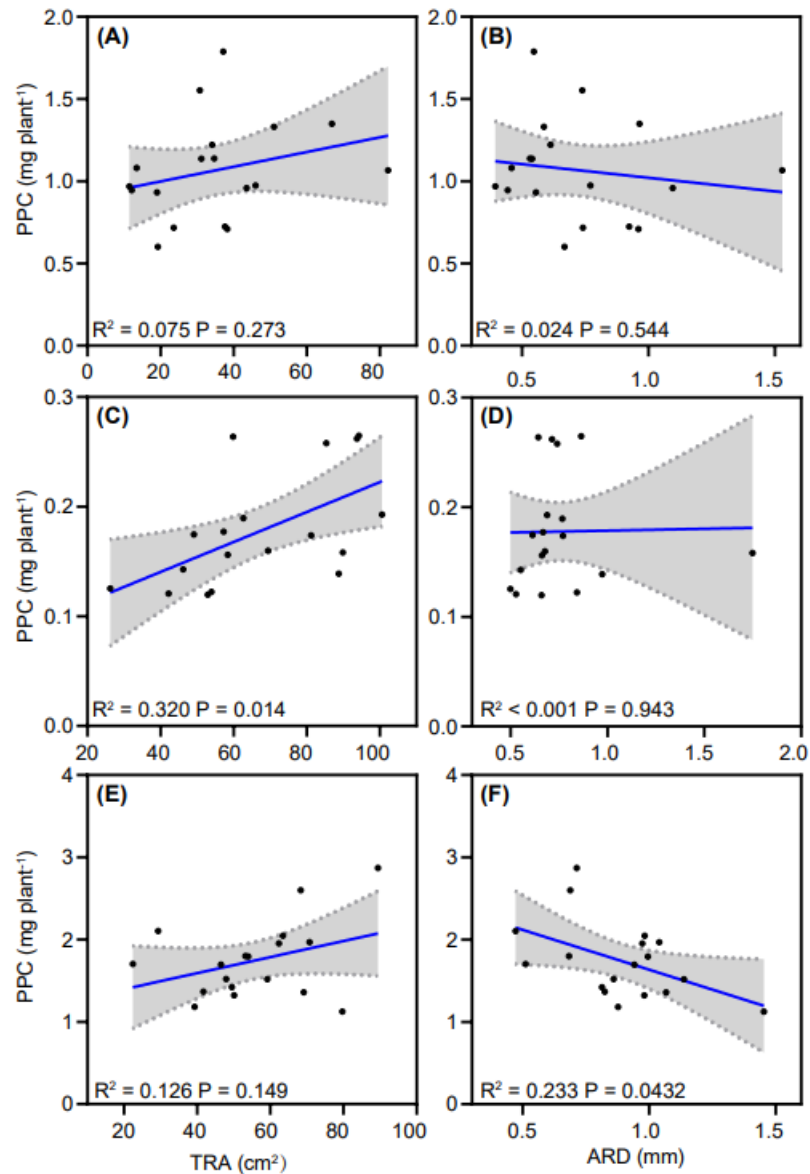 (A)
PPC (mg plant⁻¹)
2.0
1.5
1.0
0.5
0.0
R² = 0.075 P = 0.273
0 20 40 60 80
(B)
2.0
1.5
1.0
0.5
0.0
R² = 0.024 P = 0.544
0.5 1.0 1.5
(C)
PPC (mg plant⁻¹)
0.3
0.2
0.1
0.0
R² = 0.320 P = 0.014
20 40 60 80 100
(D)
0.3
0.2
0.1
0.0
R² < 0.001 P = 0.943
0.5 1.0 1.5 2.0
(E)
PPC (mg plant⁻¹)
4
3
2
1
0
R² = 0.126 P = 0.149
20 40 60 80 100
TRA (cm²)
(F)
4
3
2
1
0
R² = 0.233 P = 0.0432
0.5 1.0 1.5
ARD (mm)